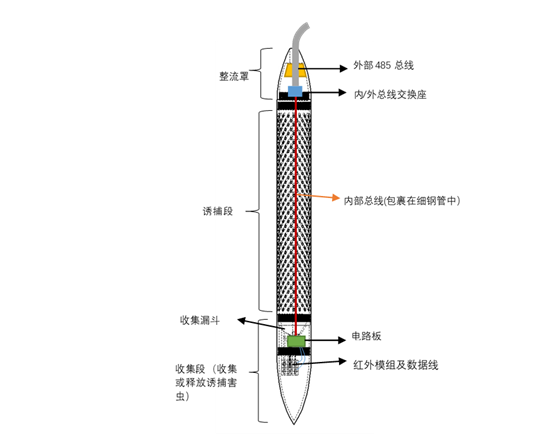 外部 485 总线
整流罩
内/外总线交换座
内部总线(包裹在细钢管中)
诱捕段
收集漏斗
电路板
红外模组及数据线
收集段（收集
或释放诱捕害
虫）